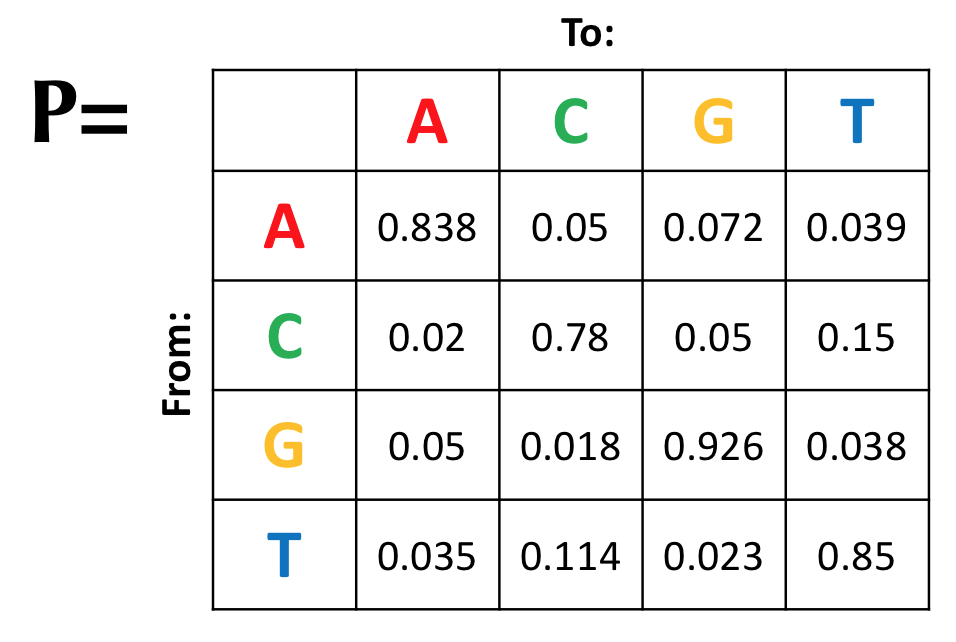 To:
P=
A C G T
A 0.838 0.05 0.072 0.039
C 0.02 0.78 0.05 0.15
From:
G 0.05 0.018 0.926 0.038
T 0.035 0.114 0.023 0.85